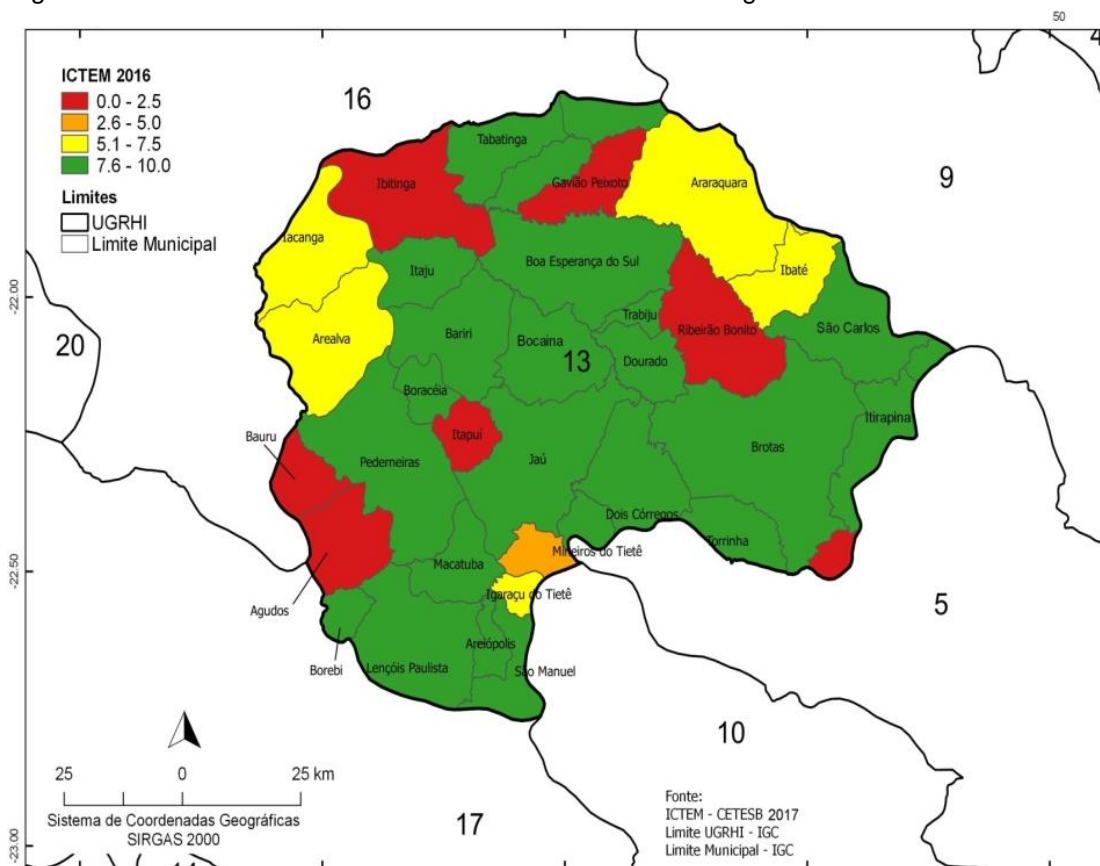 50
4
ICTEM 2016
0.0 - 2.5
2.6 - 5.0
5.1 - 7.5
7.6 - 10.0
Limites
UGRHI
Limite Municipal
16
9
20
13
5
10
17
Tabatinga
Ibitinga
Gavião Peixoto
Araraquara
Iacanga
Itaju
Boa Esperança do Sul
Ibaté
Arealva
Bariri
Bocaina
Trabiju
Ribeirão Bonito
São Carlos
Dourado
Boracéia
Itirapina
Bauru
Itapuí
Pederneiras
Jaú
Brotas
Dois Córregos
Torrinha
Mineiros do Tietê
Macatuba
Igaraçu do Tietê
Agudos
Areiópolis
Borebi
Lençóis Paulista
São Manuel
-22.00
-22.50
-23.00
25 0 25 km
Sistema de Coordenadas Geográficas
SIRGAS 2000
Fonte:
ICTEM - CETESB 2017
Limite UGRHI - IGC
Limite Municipal - IGC